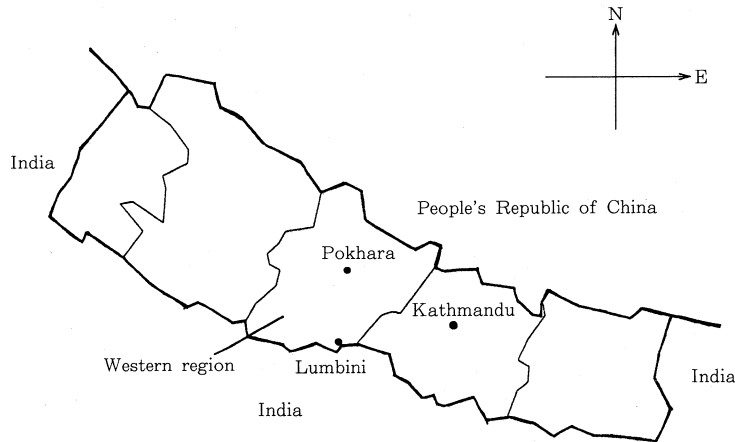 N
E
India
People's Republic of China
Pokhara
Kathmandu
Western region
Lumbini
India
India